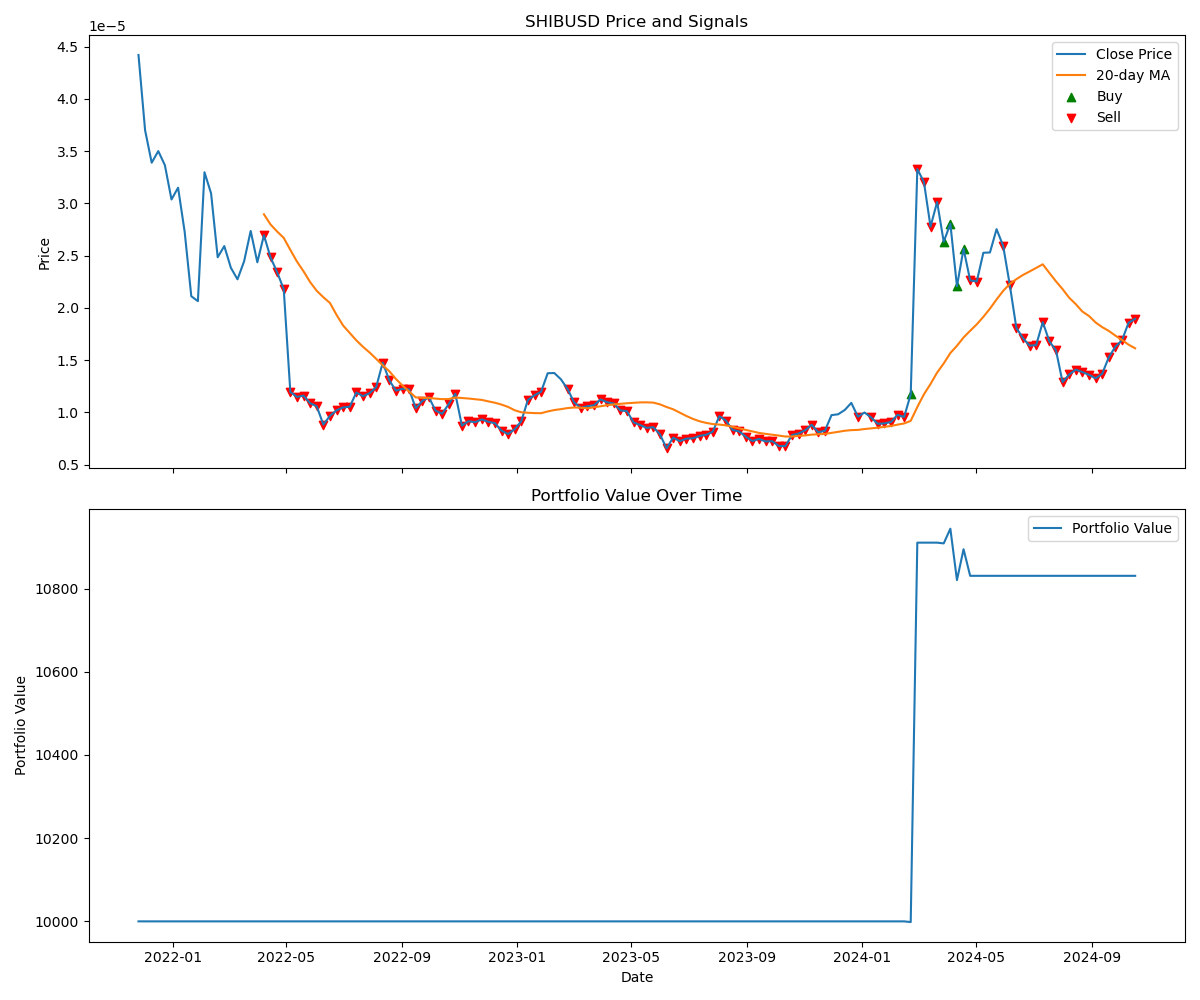 SHIBUSD Price and Signals
1e−5
4.5
4.0
3.5
3.0
2.5
2.0
1.5
1.0
0.5
Price
Close Price
20-day MA
Buy
Sell
Portfolio Value Over Time
10800
10600
10400
10200
10000
Portfolio Value
Portfolio Value
2022-01 2022-05 2022-09 2023-01 2023-05 2023-09 2024-01 2024-05 2024-09
Date